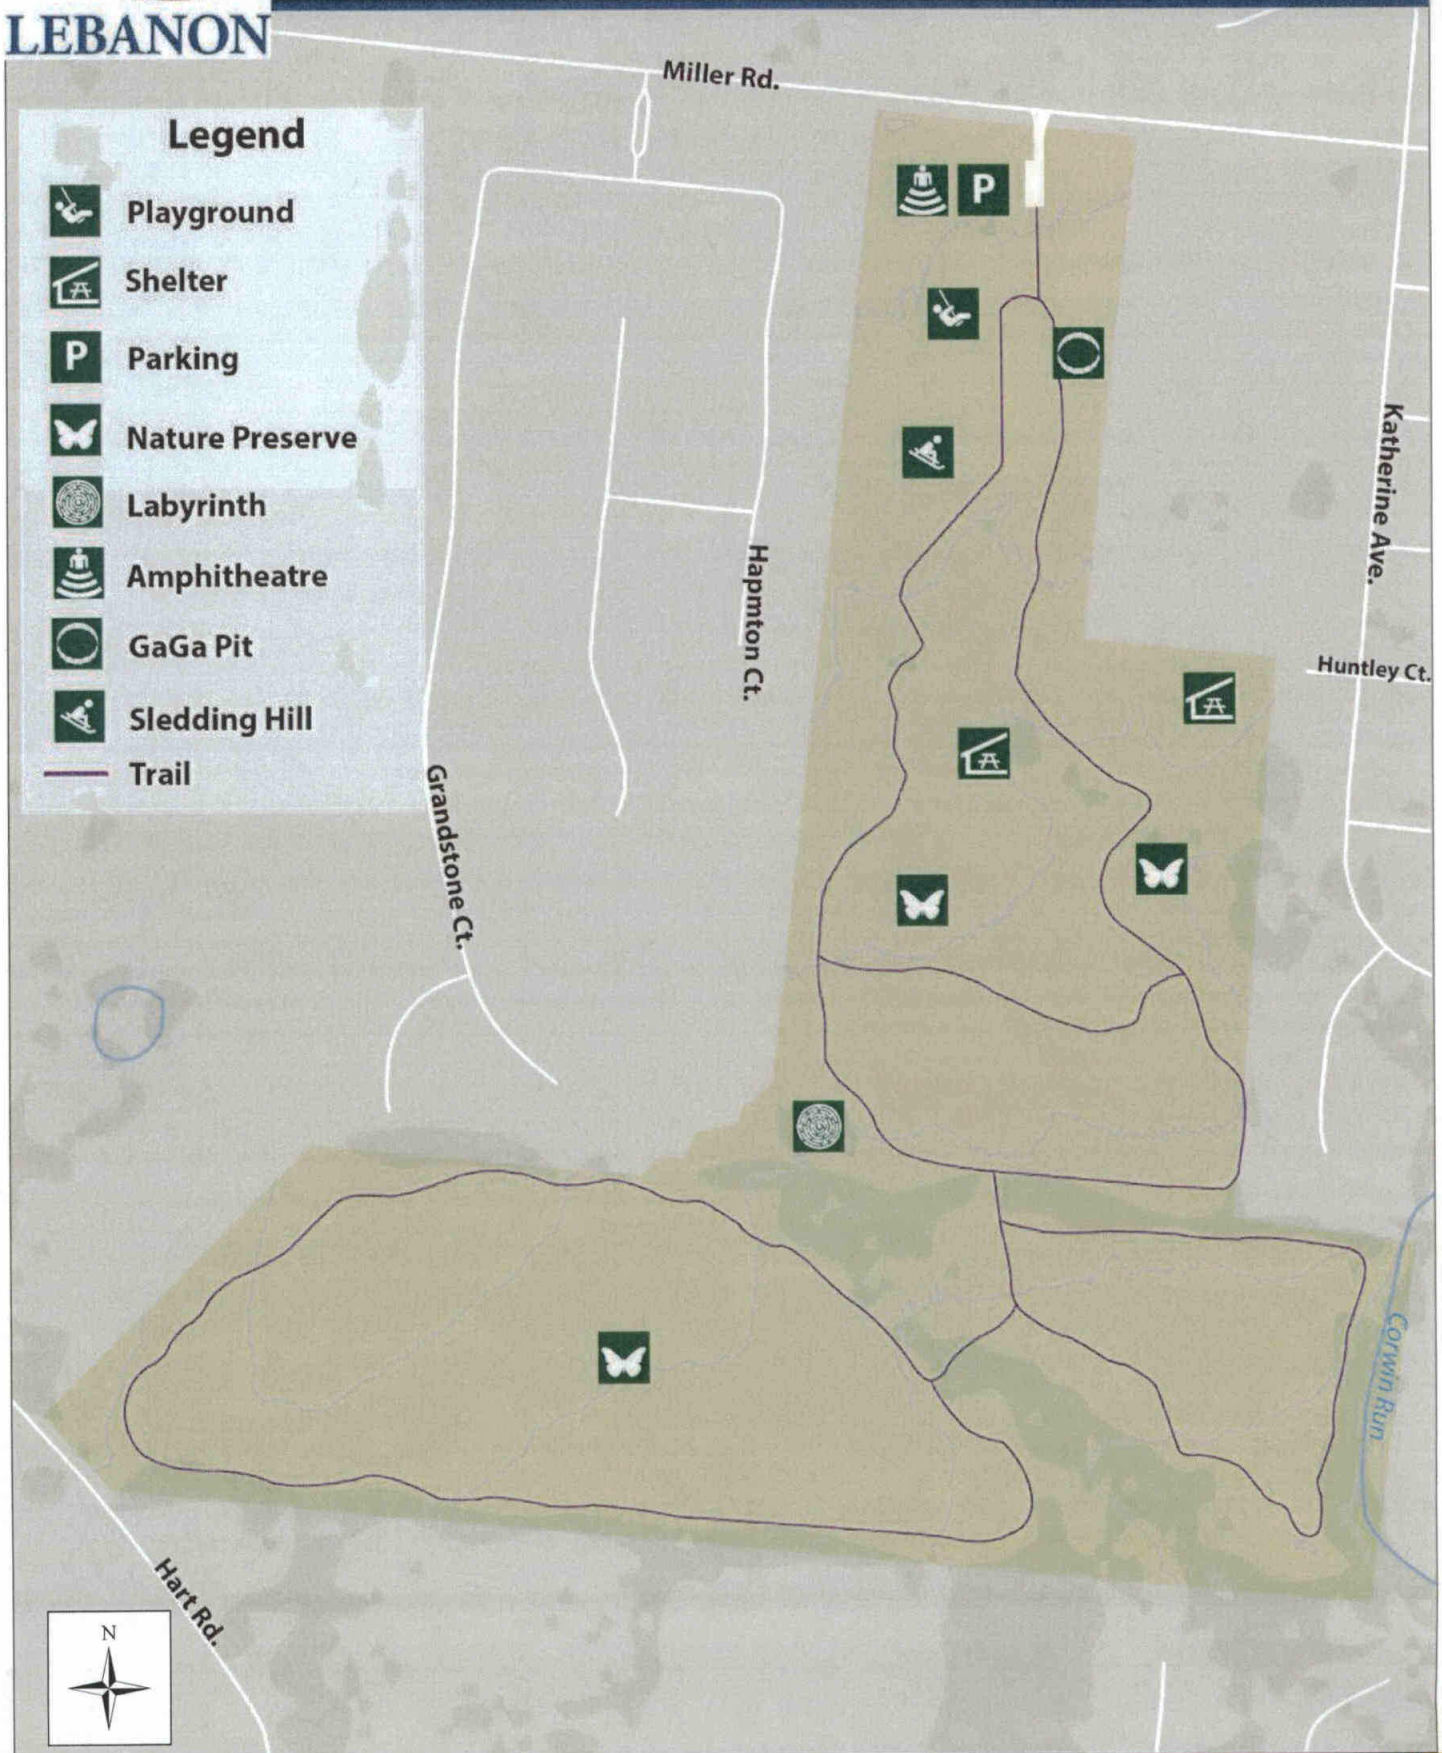 LEBANON
Miller Rd.
Legend
Playground
Shelter
P
Parking
Nature Preserve
Labyrinth
Amphitheatre
GaGa Pit
Sledding Hill
Trail
P
Katherine Ave.
Hapmton Ct.
Huntley Ct.
Grandstone Ct.
Corwin Run
Hart Rd.
N